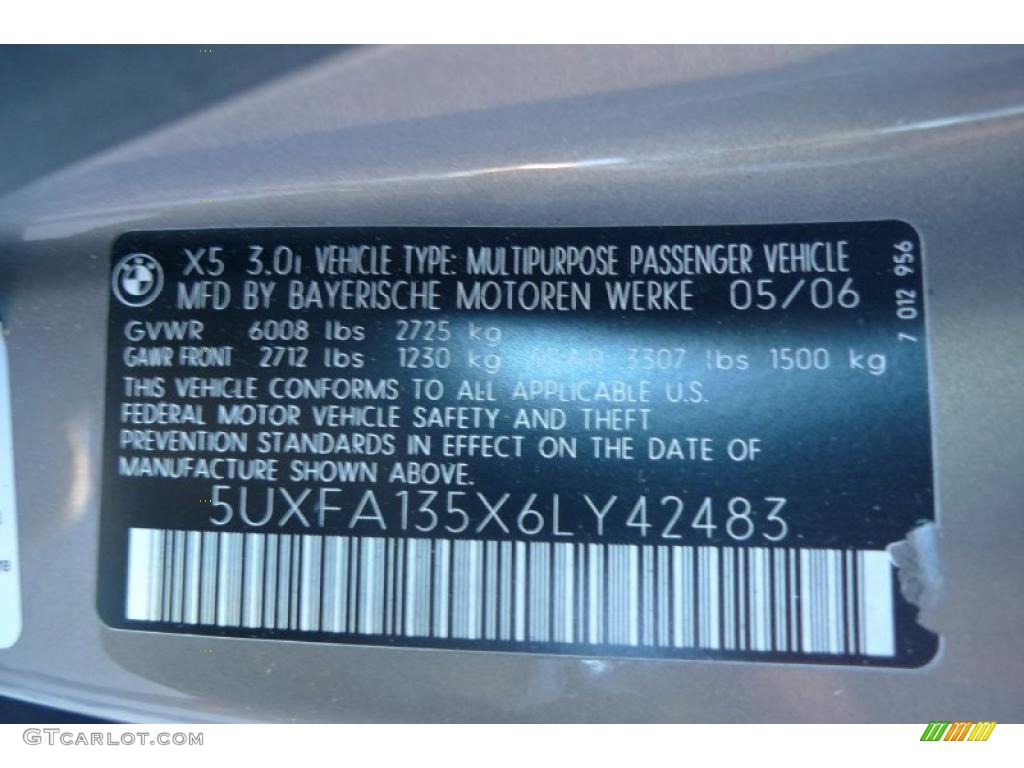 X5 3.0i VEHICLE TYPE: MULTIPURPOSE PASSENGER VEHICLE
MFD BY BAYERISCHE MOTOREN WERKE 05/06
GVWR 6008 lbs 2725 kg
GAWR FRONT 2712 lbs 1230 kg REAR 3307 lbs 1500 kg
THIS VEHICLE CONFORMS TO ALL APPLICABLE U.S.
FEDERAL MOTOR VEHICLE SAFETY AND THEFT
PREVENTION STANDARDS IN EFFECT ON THE DATE OF
MANUFACTURE SHOWN ABOVE.
5UXFA135X6LY42483
7 012 956
BMW
GTCARLOT.COM